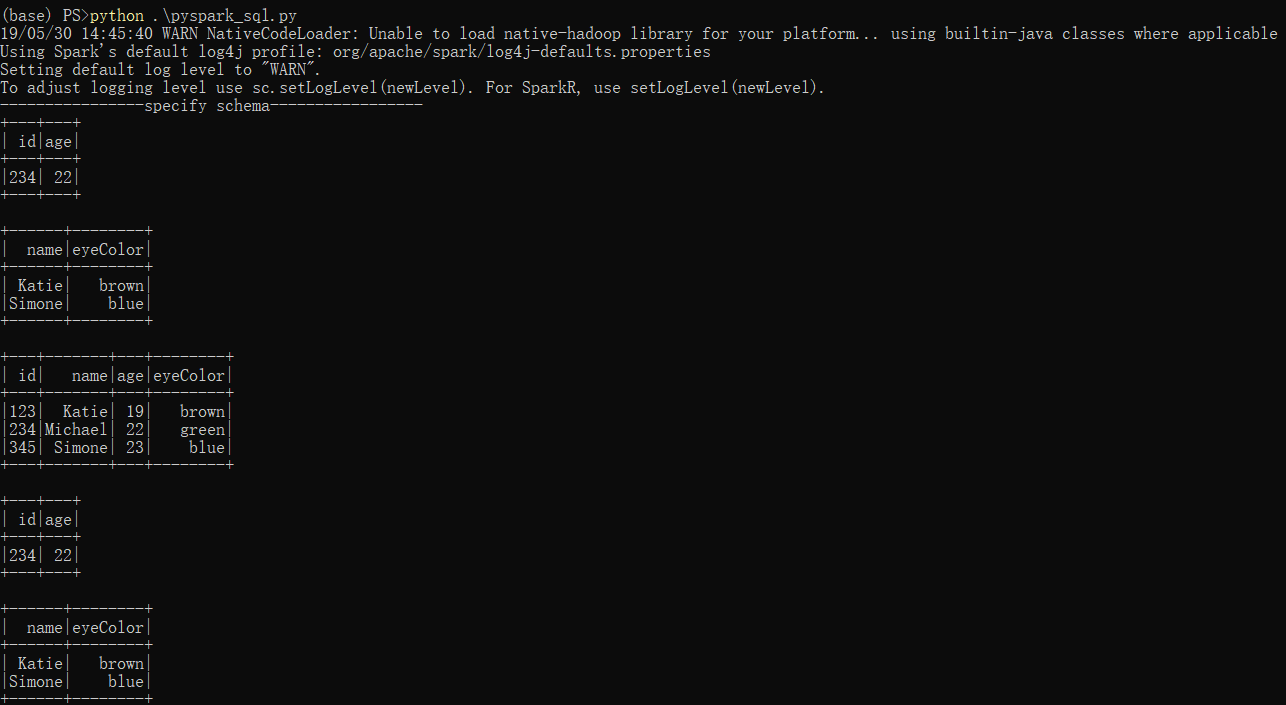 (base) PS>python .\pyspark_sql.py
19/05/30 14:45:40 WARN NativeCodeLoader: Unable to load native-hadoop library for your platform... using builtin-java classes where applicable
Using Spark's default log4j profile: org/apache/spark/log4j-defaults.properties
Setting default log level to "WARN".
To adjust logging level use sc.setLogLevel(newLevel). For SparkR, use setLogLevel(newLevel).
----------------specify schema-----------------
+---+---+
| id|age|
+---+---+
|234| 22|
+---+---+

+------+--------+
|  name|eyeColor|
+------+--------+
| Katie|   brown|
|Simone|    blue|
+------+--------+

+---+-------+---+--------+
| id|   name|age|eyeColor|
+---+-------+---+--------+
|123|  Katie| 19|   brown|
|234|Michael| 22|   green|
|345| Simone| 23|    blue|
+---+-------+---+--------+

+---+---+
| id|age|
+---+---+
|234| 22|
+---+---+

+------+--------+
|  name|eyeColor|
+------+--------+
| Katie|   brown|
|Simone|    blue|
+------+--------+